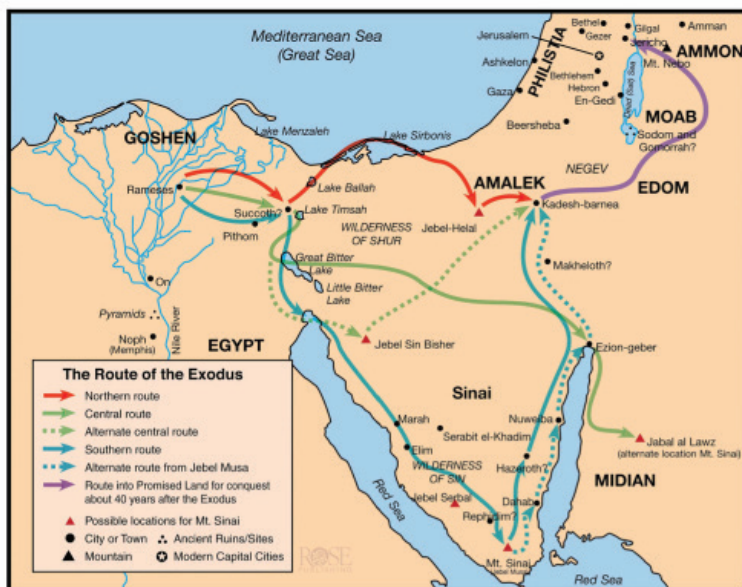 Mediterranean Sea
(Great Sea)
Bethel
Gezer
Gilgal
Jericho
Amman
Jerusalem
AMMON
Mt. Nebo
Ashkelon
PHILISTIA
Bethlehem
Hebron
En-Gedi
Dead (Salt) Sea
Gaza
MOAB
Beersheba
Sodom and
Gomorrah?
GOSHEN
Lake Menzaleh
Lake Sirbonis
NEGEV
Rameses
Lake Ballah
AMALEK
EDOM
Succoth?
Lake Timsah
Kadesh-barnea
Pithom
WILDERNESS
OF SHUR
Jebel-Helal
Great Bitter
Lake
Makheloth?
On
Little Bitter
Lake
Pyramids
Noph
(Memphis)
Nile River
EGYPT
Jebel Sin Bisher
Ezion-geber
The Route of the Exodus
Northern route
Central route
Alternate central route
Southern route
Alternate route from Jebel Musa
Route into Promised Land for conquest
about 40 years after the Exodus
Possible locations for Mt. Sinai
City or Town
Ancient Ruins/Sites
Mountain
Modern Capital Cities
Sinai
Marah
Serabit el-Khadim
Nuweiba
Elim
Jabal al Lawz
(alternate location Mt. Sinai)
WILDERNESS
OF SIN
Hazeroth?
MIDIAN
Jebel Serbal
Dahab
Rephidim?
Red Sea
Mt. Sinai
(Jebel Musa)
Red Sea
ROSE